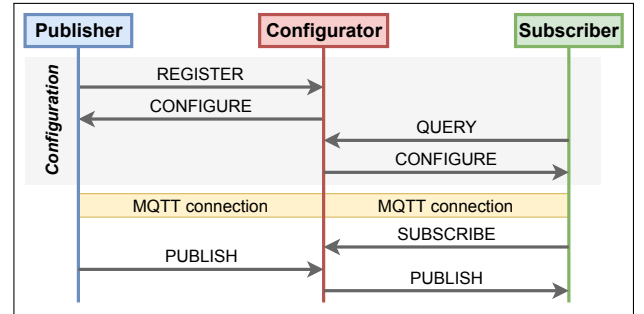 Publisher
Configurator
Subscriber
Configuration
REGISTER
CONFIGURE
QUERY
CONFIGURE
MQTT connection
MQTT connection
SUBSCRIBE
PUBLISH
PUBLISH